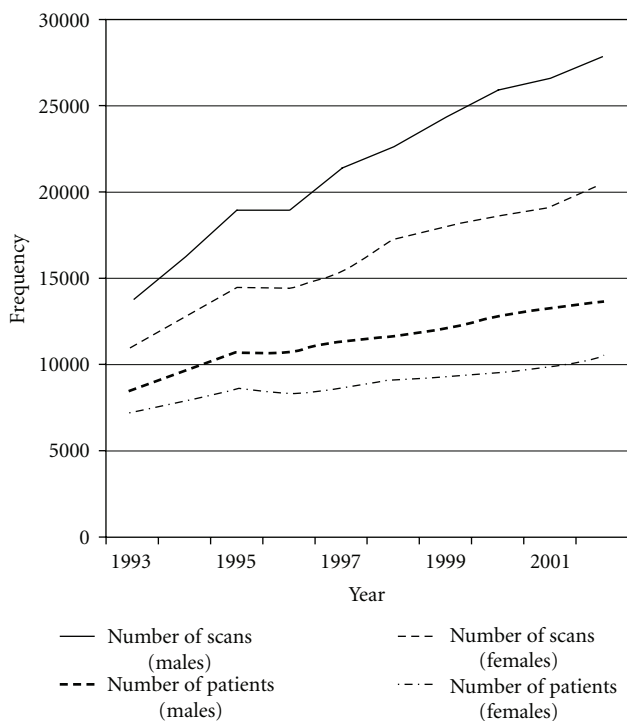 30000
25000
20000
15000
10000
5000
0
Frequency
1993 1995 1997 1999 2001
Year
Number of scans
(males)
Number of scans
(females)
Number of patients
(males)
Number of patients
(females)